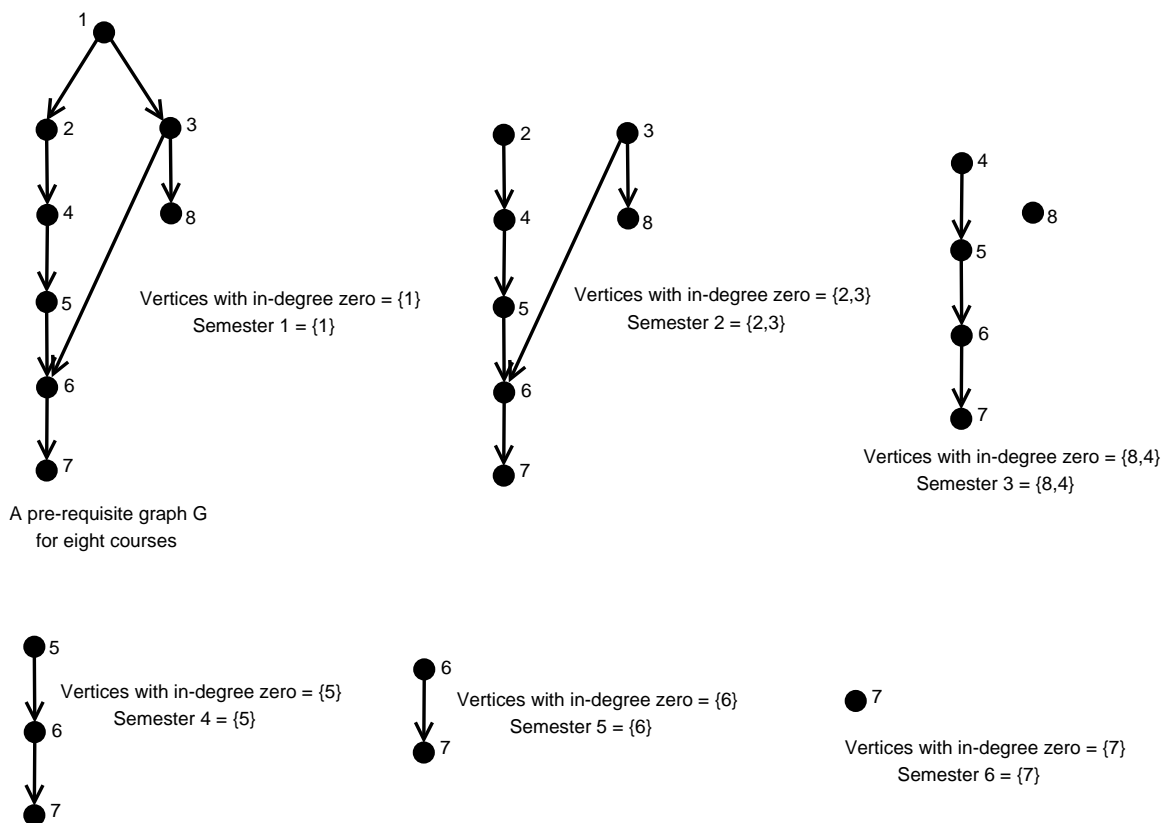 1
2
3
4
8
5
6
7
Vertices with in-degree zero = {1}
Semester 1 = {1}
A pre-requisite graph G
for eight courses
2
3
4
8
5
6
7
Vertices with in-degree zero = {2,3}
Semester 2 = {2,3}
4
8
5
6
7
Vertices with in-degree zero = {8,4}
Semester 3 = {8,4}
5
6
7
Vertices with in-degree zero = {5}
Semester 4 = {5}
6
7
Vertices with in-degree zero = {6}
Semester 5 = {6}
7
Vertices with in-degree zero = {7}
Semester 6 = {7}